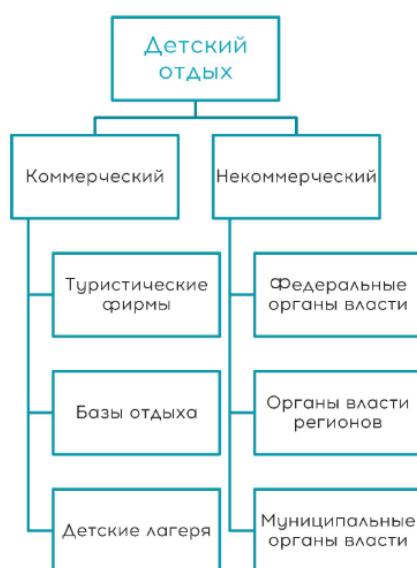 Детский
отдых
Коммерческий
Некоммерческий
Туристические
фирмы
Федеральные
органы власти
Базы отдыха
Органы власти
регионов
Детские лагеря
Муниципальные
органы власти